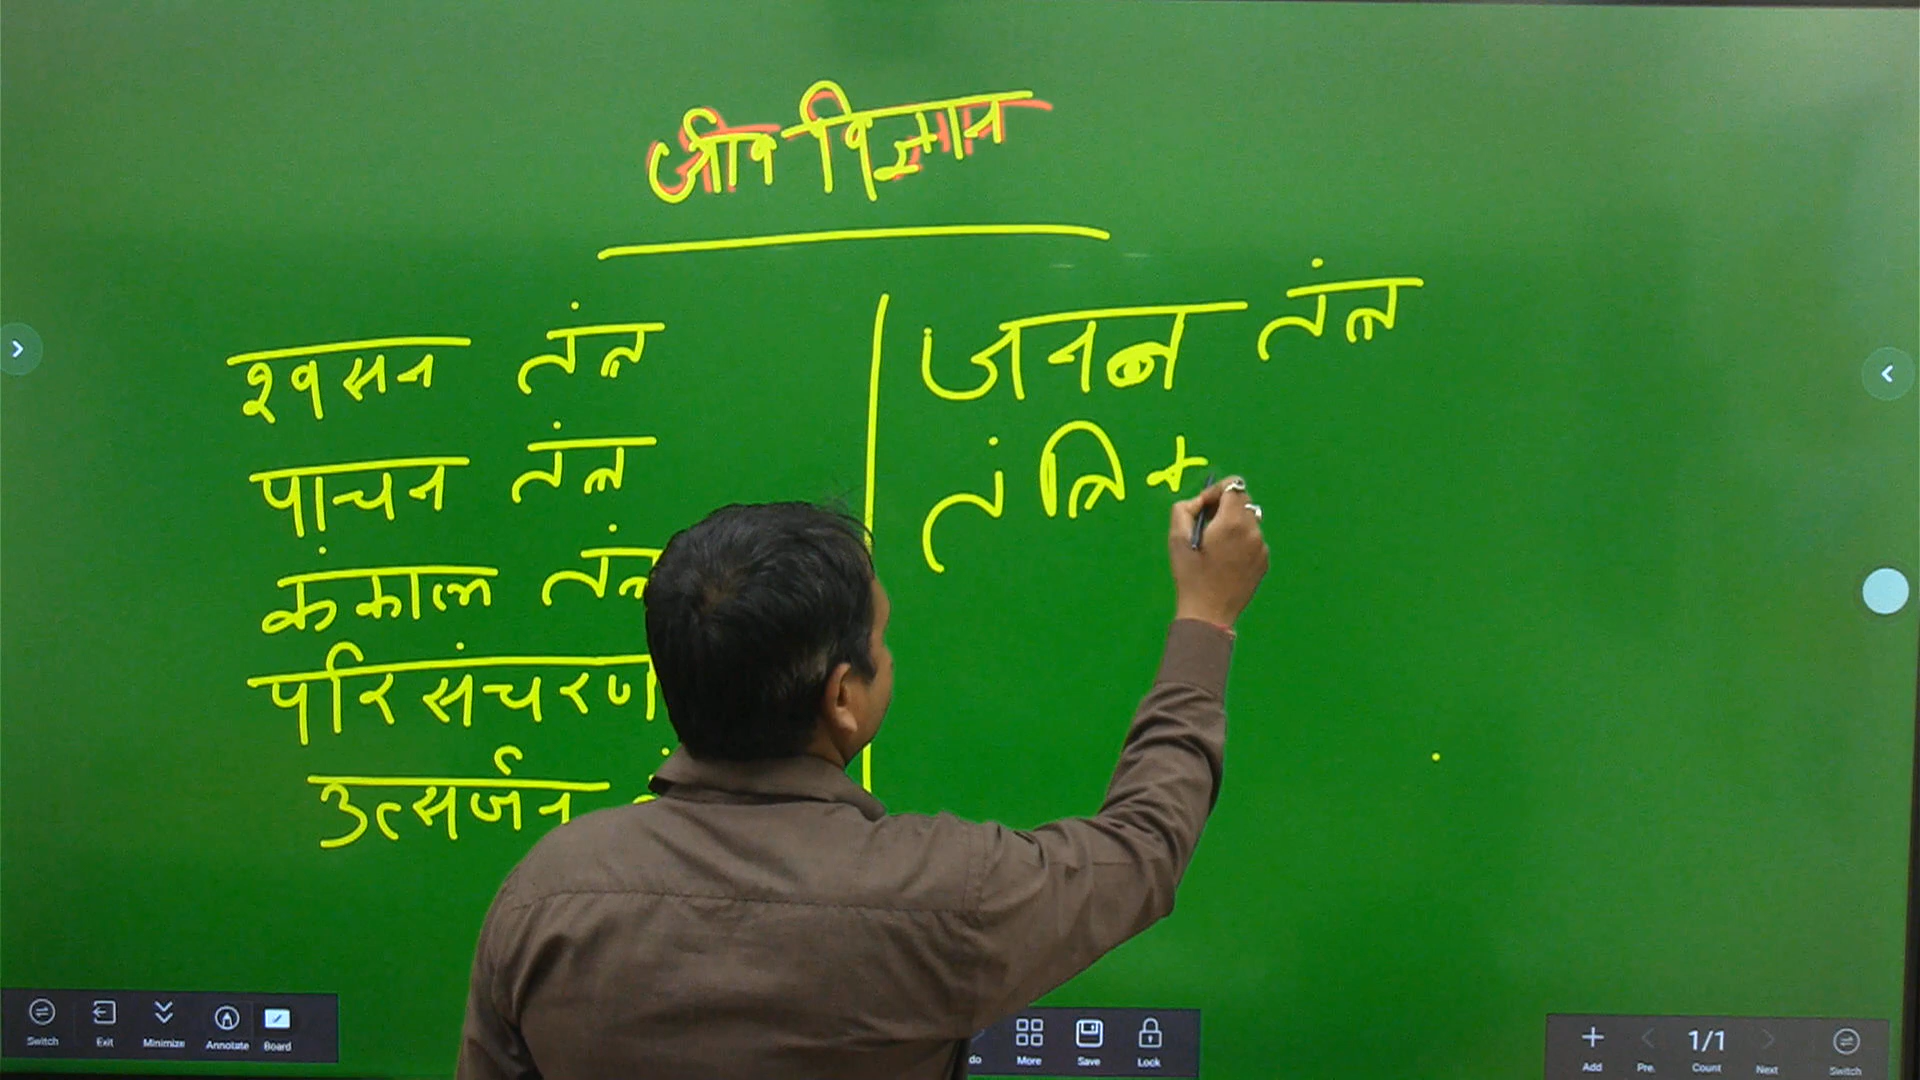 जीव विज्ञान
श्वसन तंत्र
पाचन तंत्र
कंकाल तंत्र
परिसंचरण
उत्सर्जन
जनन तंत्र
तंत्रिक
Switch
Exit
Minimize
Annotate
Board
do
More
Save
Lock
Add
Pre.
1/1
Count
Next
Switch